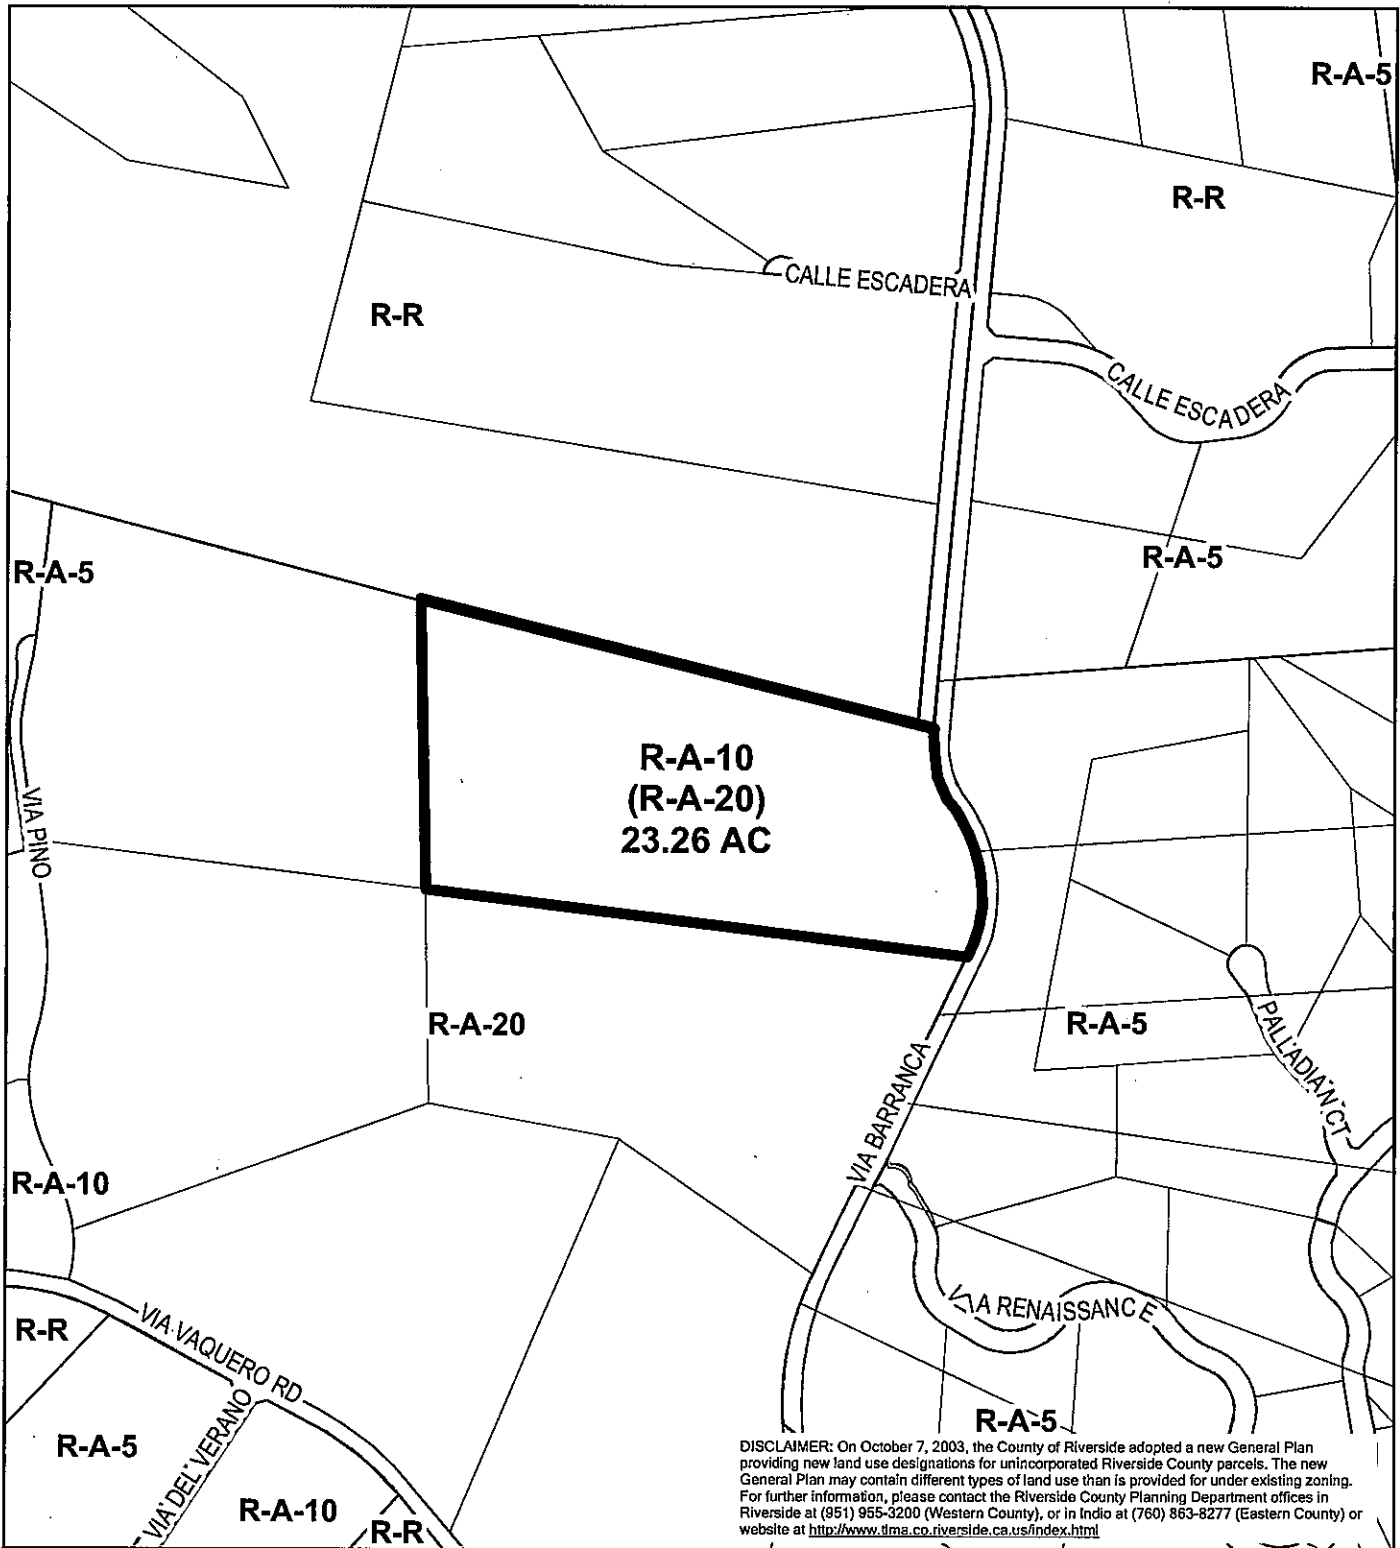 R-A-5
R-R
CALLE ESCADERA
R-R
CALLE ESCADERA
R-A-5
R-A-5
R-A-10
(R-A-20)
23.26 AC
VIA PINO
R-A-20
R-A-5
PALLADIAN CT
VIA BARRANCA
R-A-10
VIA RENAISSANCE
R-R
VIA VAQUERO RD
R-A-5
VIA DEL VERANO
R-A-10
R-R
R-A-5
DISCLAIMER: On October 7, 2003, the County of Riverside adopted a new General Plan
providing new land use designations for unincorporated Riverside County parcels. The new
General Plan may contain different types of land use than is provided for under existing zoning.
For further information, please contact the Riverside County Planning Department offices in
Riverside at (951) 955-3200 (Western County), or in Indio at (760) 863-8277 (Eastern County) or
website at http://www.tlma.co.riverside.ca.us/index.html